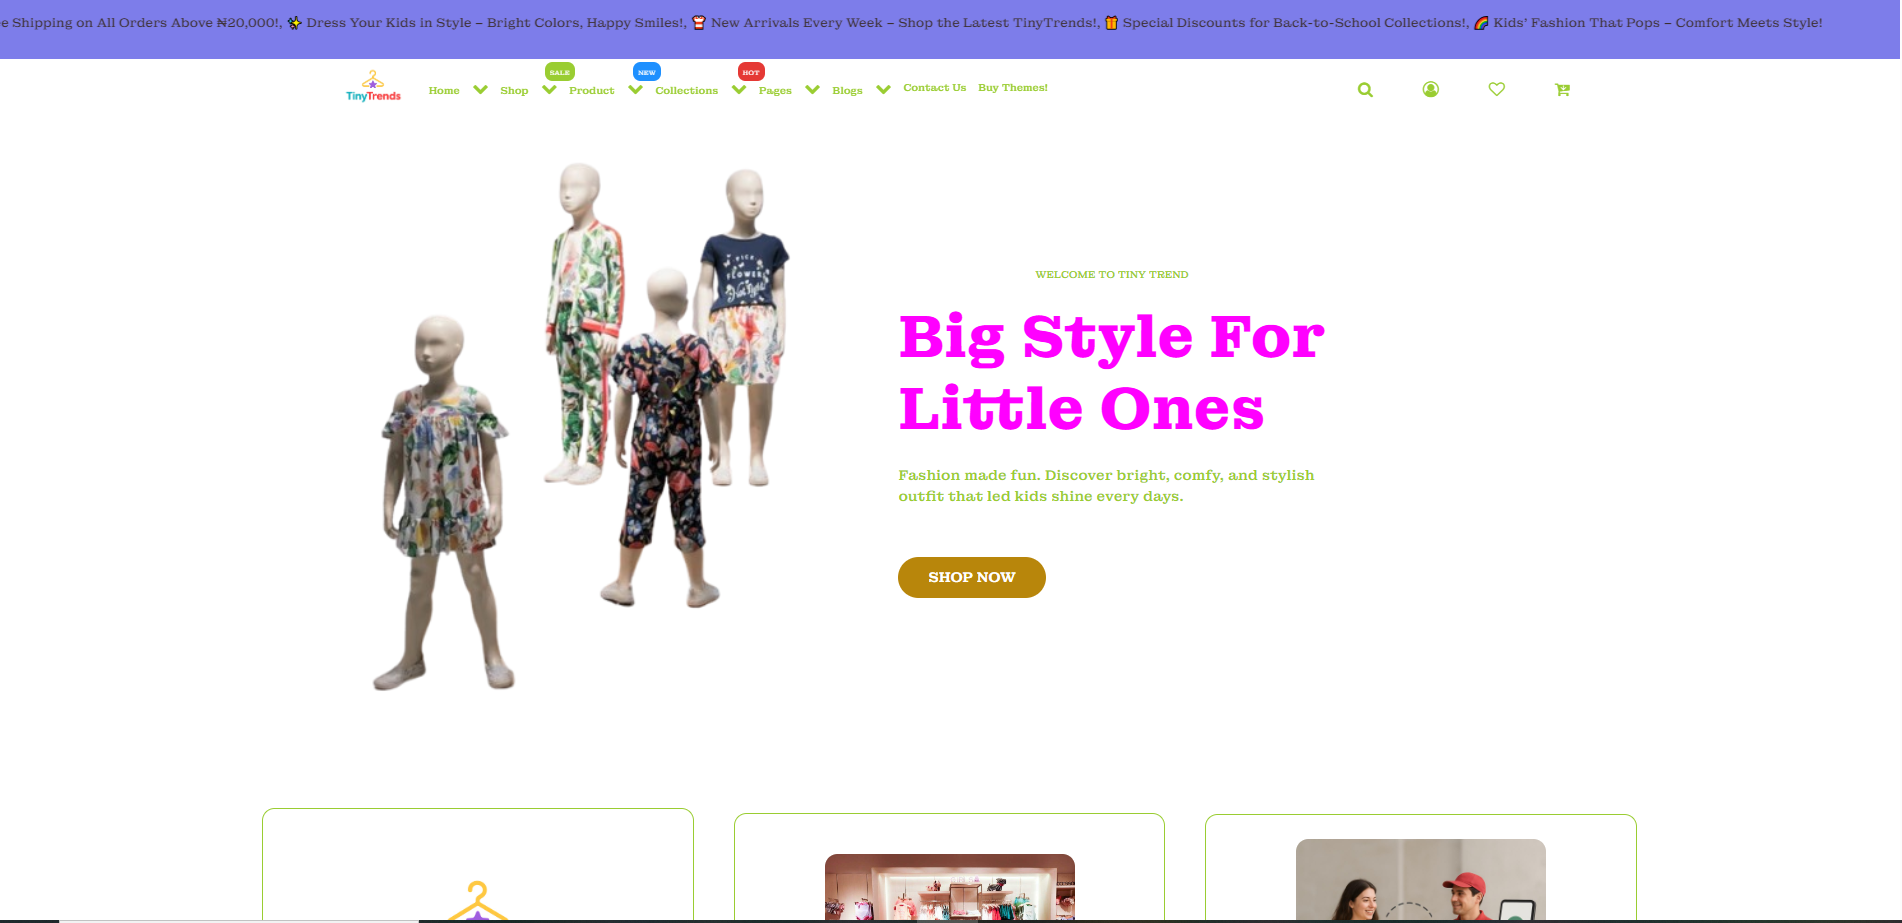 Shipping on All Orders Above ₦20,000!, ✨ Dress Your Kids in Style – Bright Colors, Happy Smiles!, 👚 New Arrivals Every Week – Shop the Latest TinyTrends!, 🎁 Special Discounts for Back-to-School Collections!, 🌈 Kids' Fashion That Pops – Comfort Meets Style!
SALE NEW HOT
TinyTrends Home Shop Product Collections Pages Blogs Contact Us Buy Themes!
WELCOME TO TINY TREND
Big Style For
Little Ones
Fashion made fun. Discover bright, comfy, and stylish
outfit that led kids shine every days.
SHOP NOW